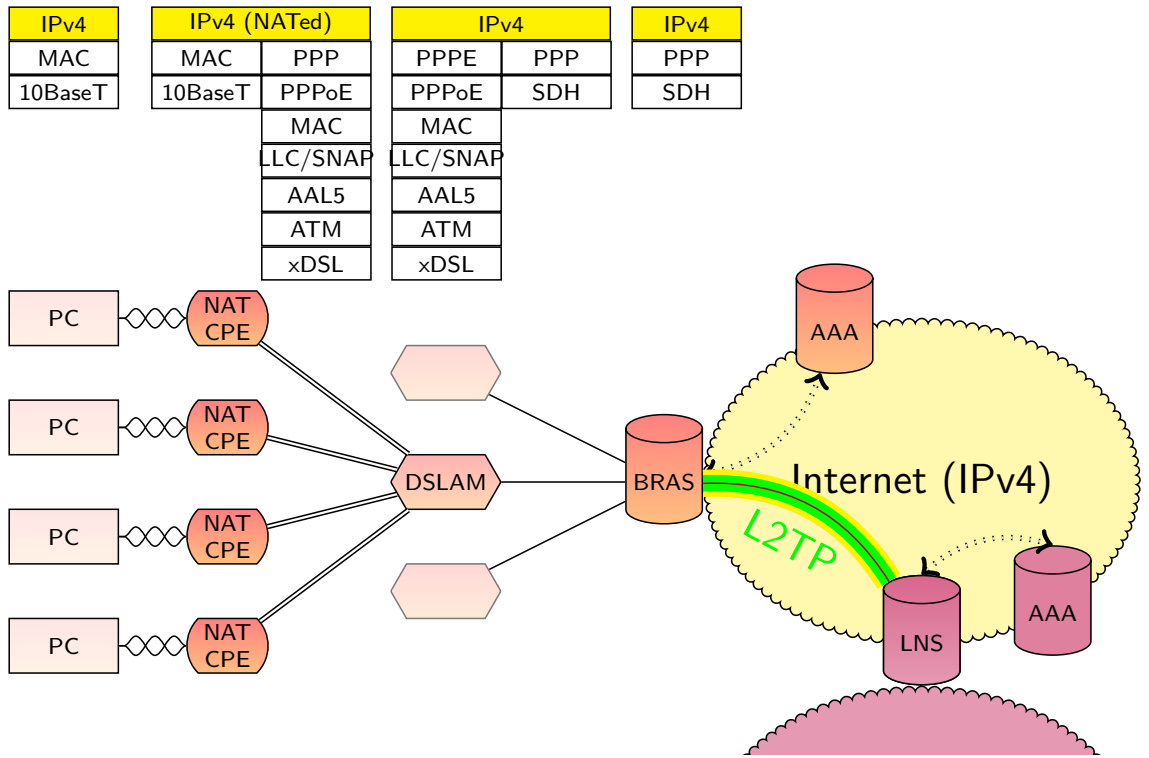 IPv4 IPv4 (NATed) IPv4 IPv4
MAC MAC PPP PPPE PPP PPP
10BaseT 10BaseT PPPoE PPPoE SDH SDH
MAC MAC
LLC/SNAP LLC/SNAP
AAL5 AAL5
ATM ATM
xDSL xDSL
PC
NAT
CPE
AAA
PC
NAT
CPE
DSLAM
BRAS
Internet (IPv4)
L2TP
PC
NAT
CPE
AAA
PC
NAT
CPE
LNS